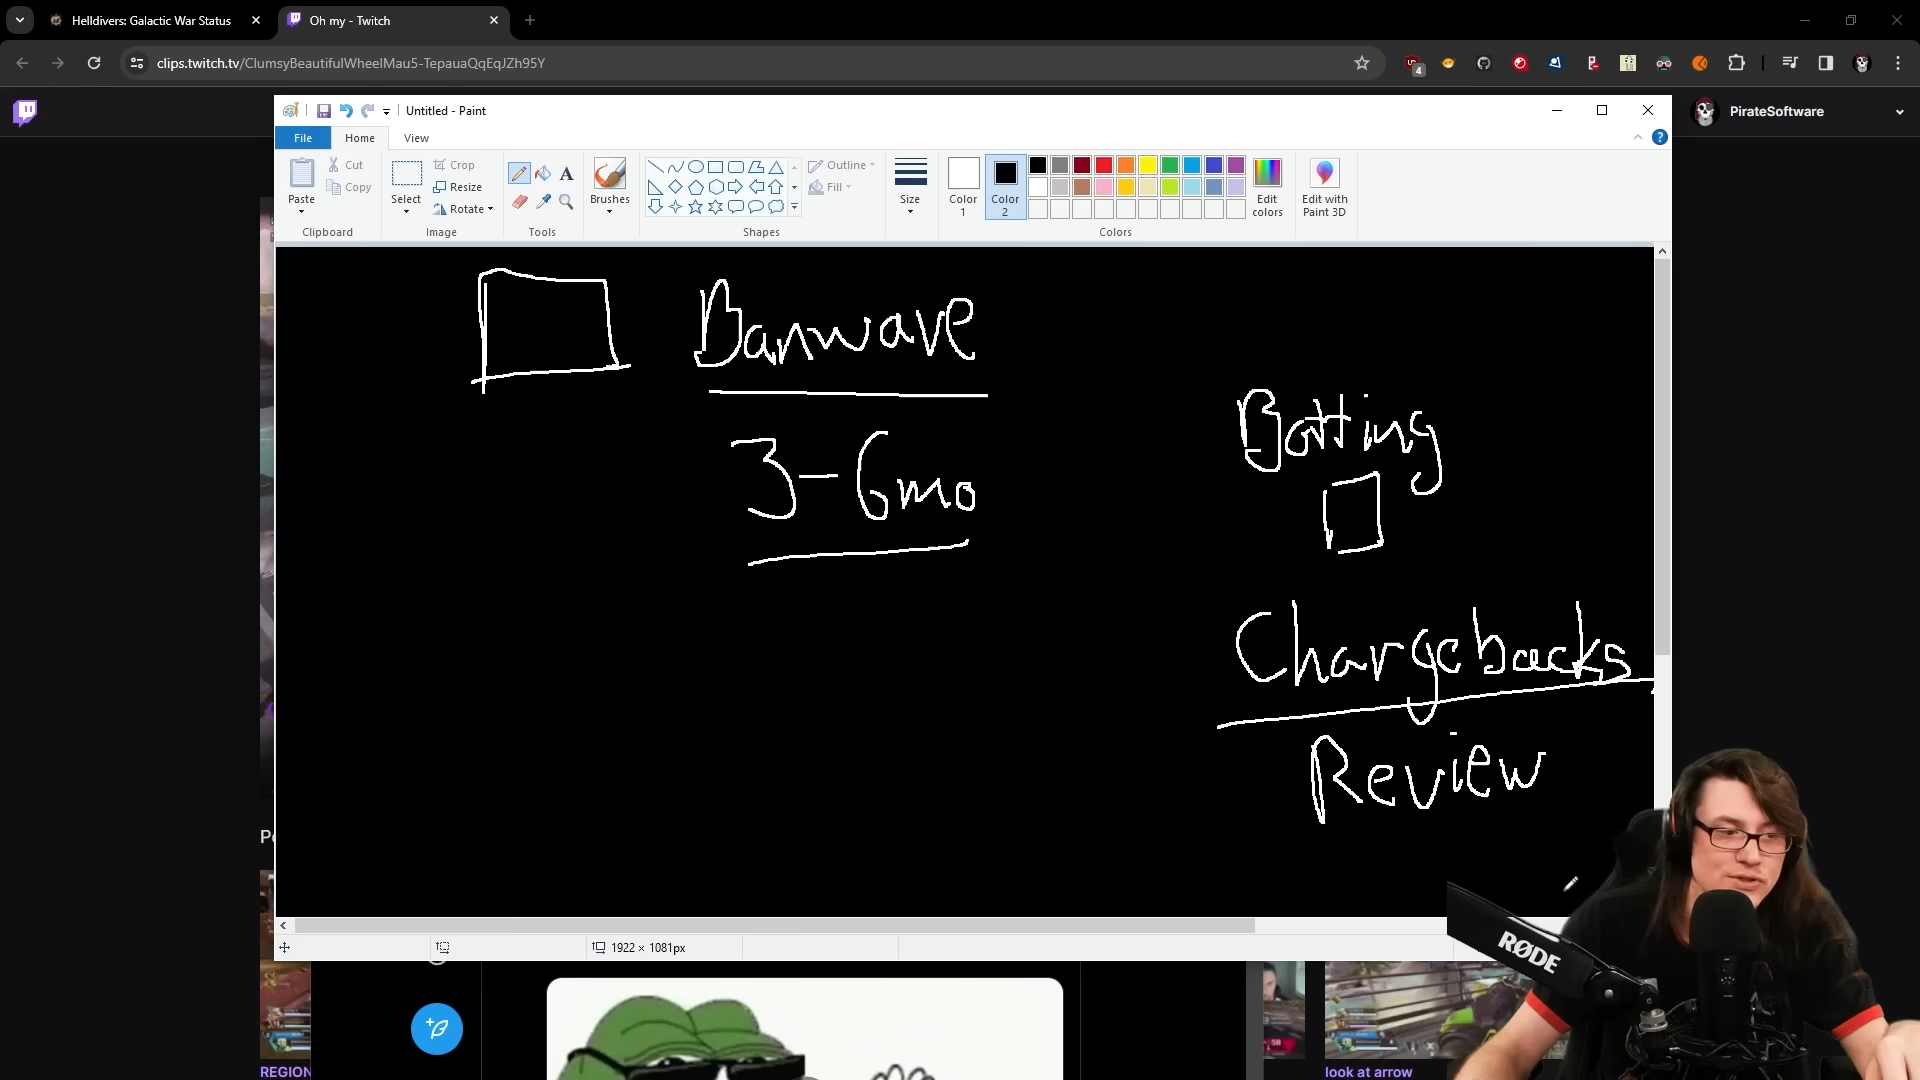 Helldivers: Galactic War Status
Oh my - Twitch
clips.twitch.tv/ClumsyBeautifulWheelMau5-TepauaQqEqJZh95Y
4
PirateSoftware
Untitled - Paint
File
Home
View
Paste
Cut
Copy
Clipboard
Select
Crop
Resize
Rotate
Image
A
Tools
Brushes
Outline
Fill
Shapes
Size
Color 1
Color 2
Edit colors
Edit with Paint 3D
Colors
Banwave
3-6mo
Botting
Chargebacks
Review
1922 × 1081px
RØDE
REGION
look at arrow